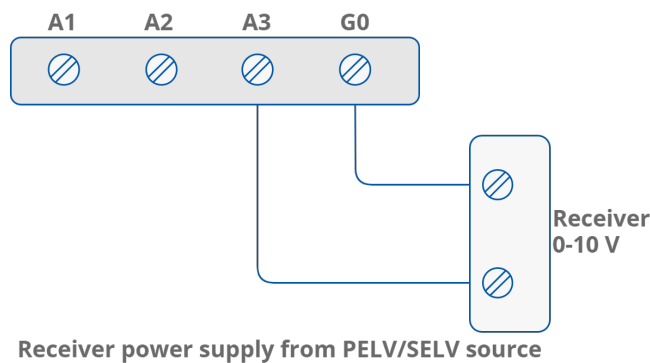 A1 A2 A3 G0
Receiver
0-10 V
Receiver power supply from PELV/SELV source